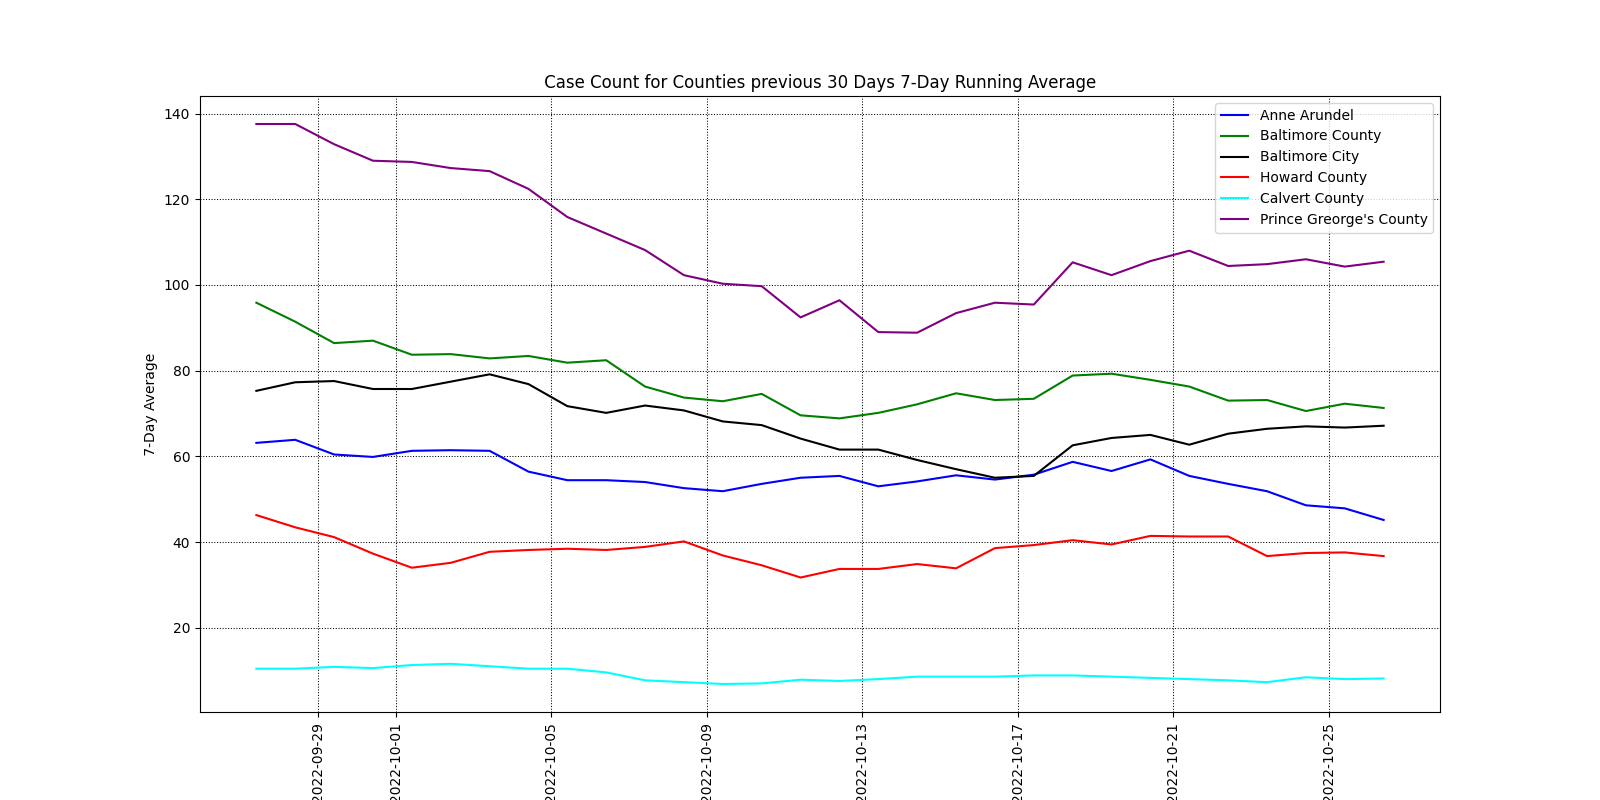 Case Count for Counties previous 30 Days 7-Day Running Average
140
120
100
80
60
40
20
7-Day Average
Anne Arundel
Baltimore County
Baltimore City
Howard County
Calvert County
Prince Greorge's County
2022-09-29
2022-10-01
2022-10-05
2022-10-09
2022-10-13
2022-10-17
2022-10-21
2022-10-25